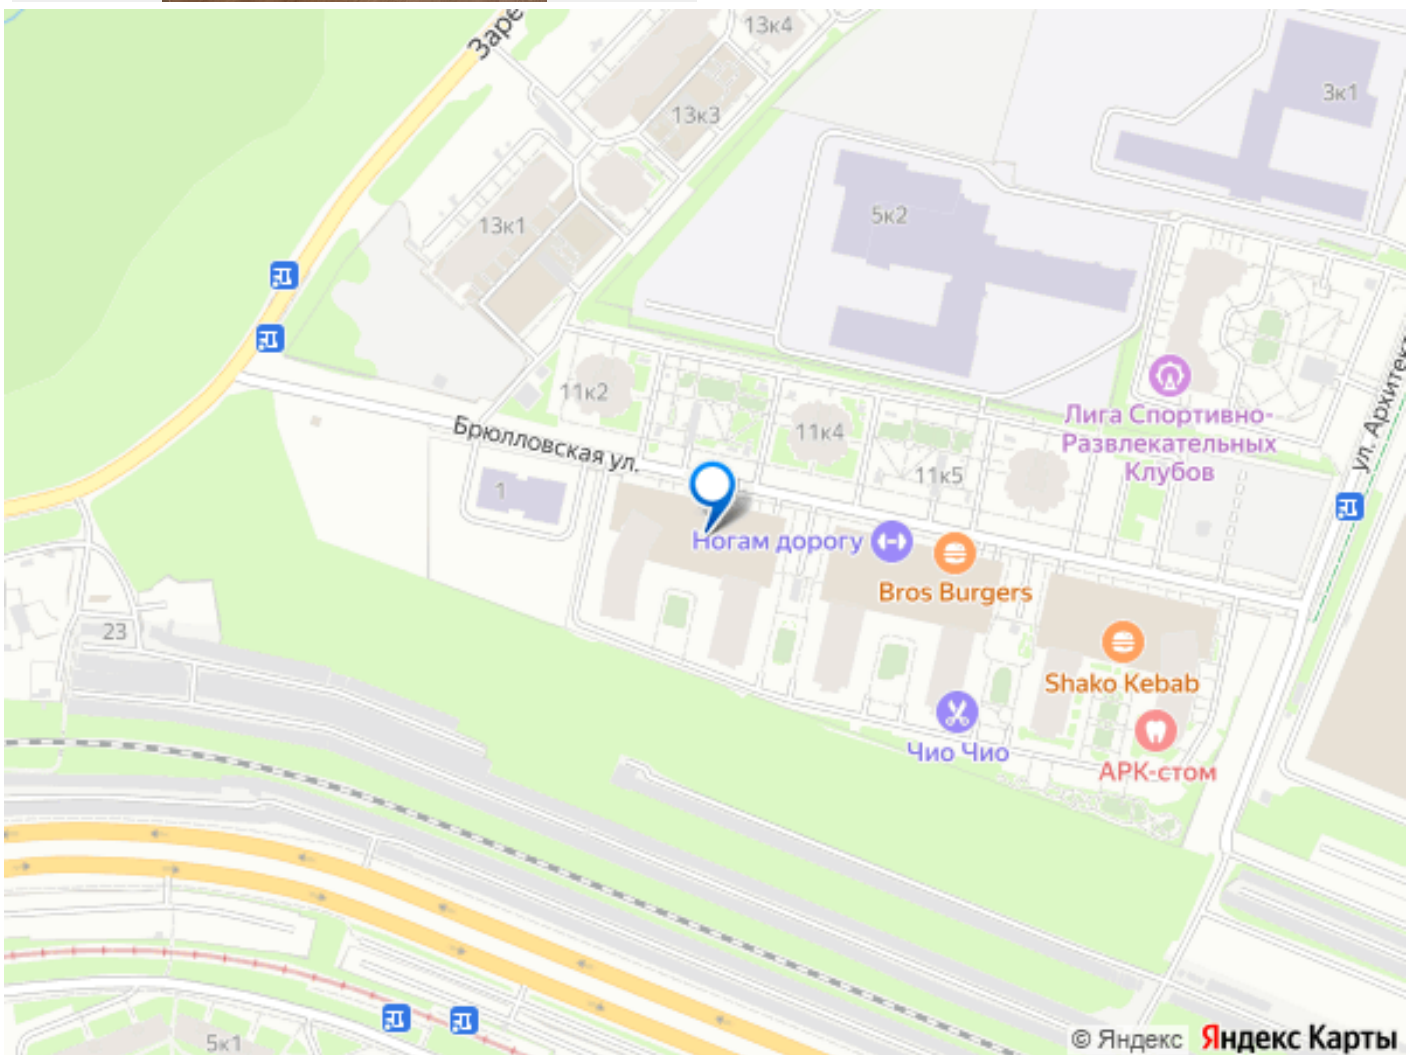 Заре
13к4
13к3
3к1
13к1
5к2
11к2
11к4
11к5
Брюлловская ул.
Лига Спортивно-
Развлекательных
Клубов
ул. Архитект
1
Ногам дорогу
Bros Burgers
23
Shako Kebab
Чио Чио
АРК-стом
5к1
© Яндекс Яндекс Карты